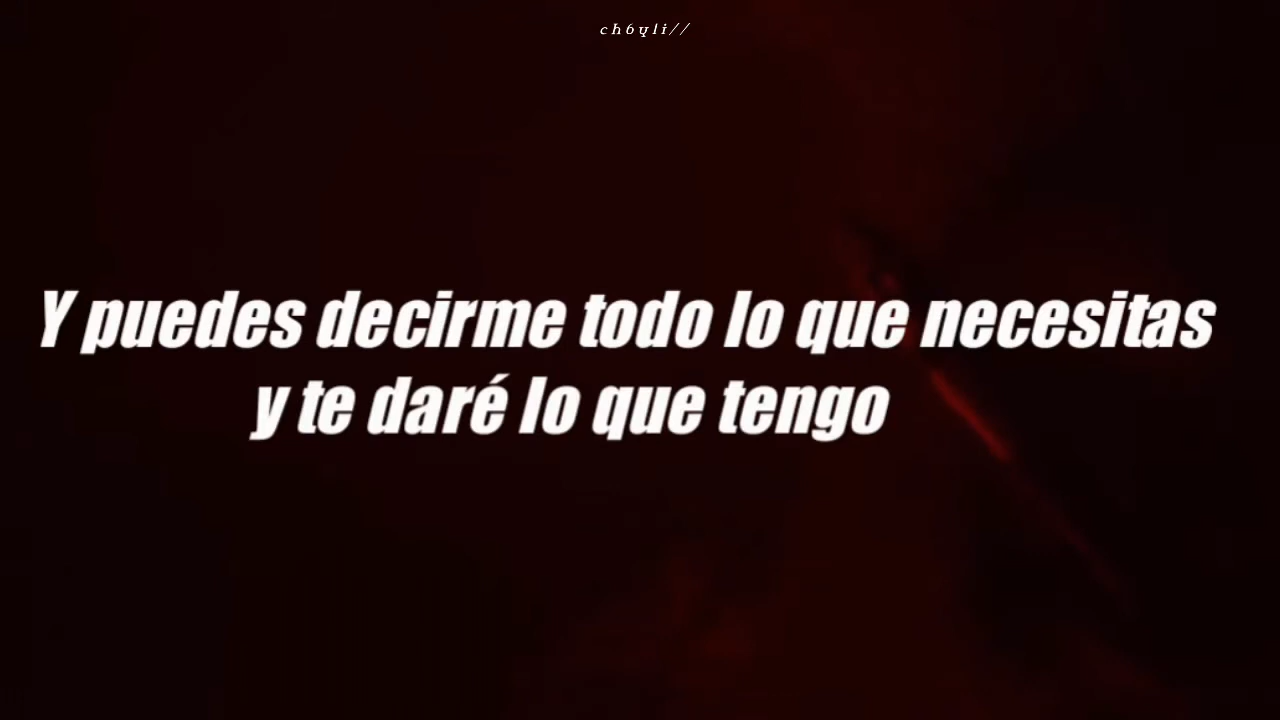 ch6yli//
Y puedes decirme todo lo que necesitas
y te daré lo que tengo